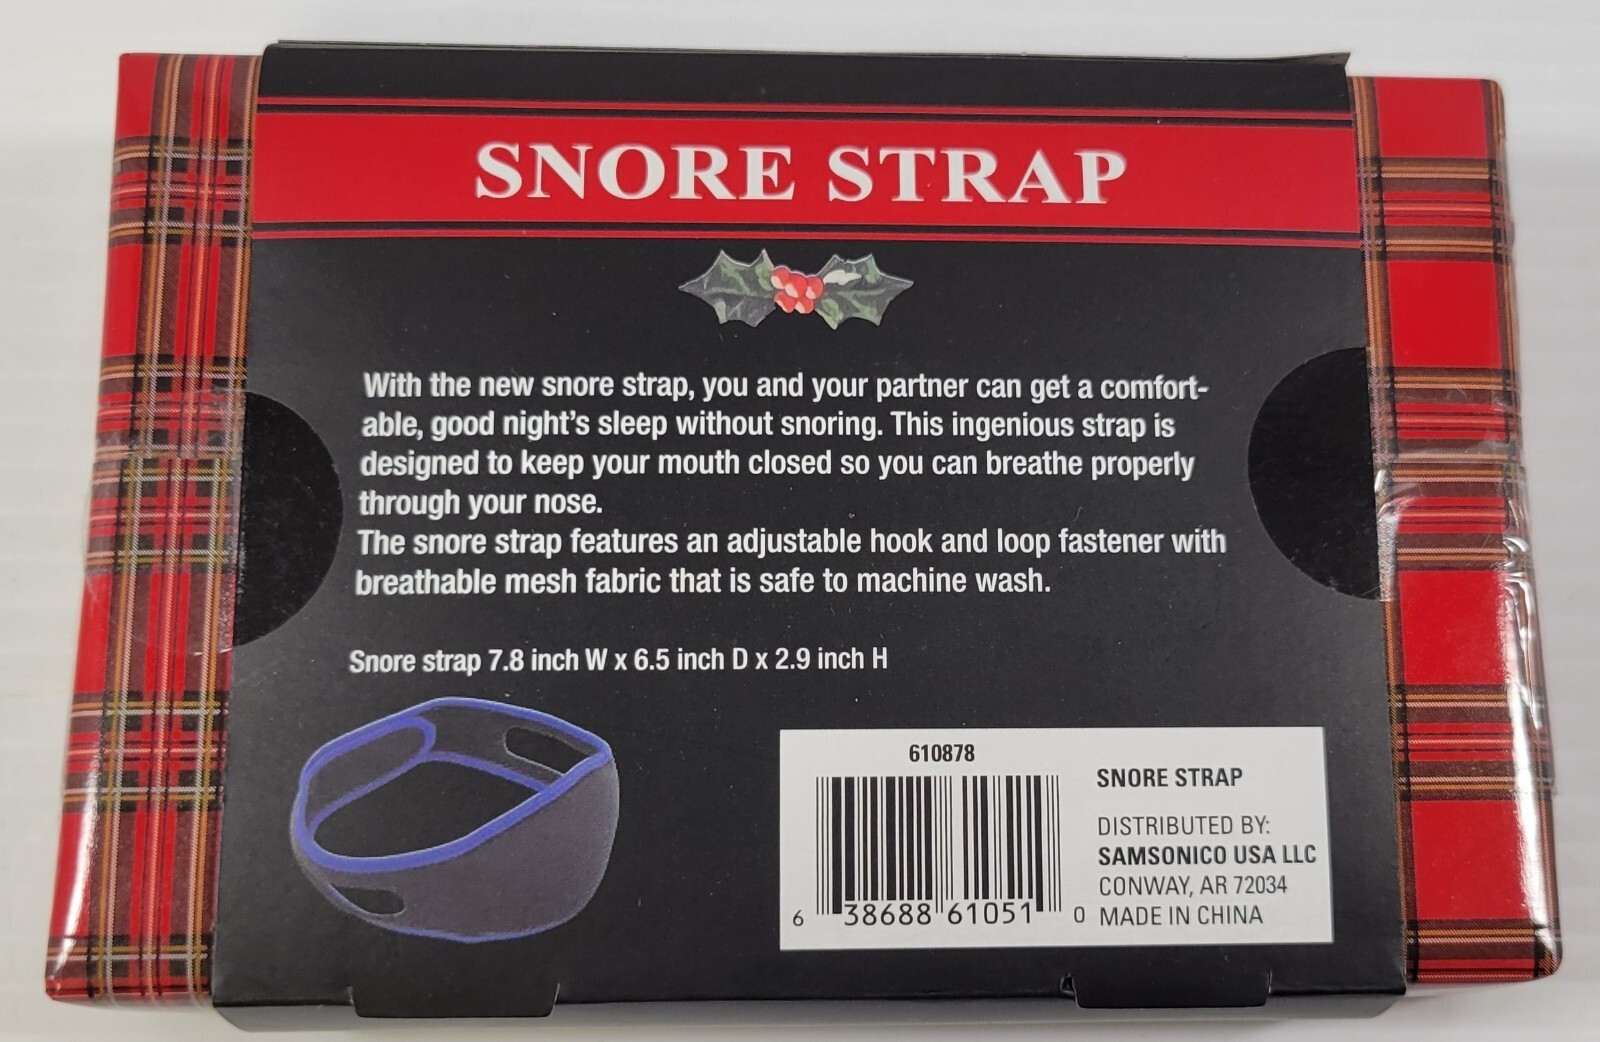 SNORE STRAP
With the new snore strap, you and your partner can get a comfort-
able, good night's sleep without snoring. This ingenious strap is
designed to keep your mouth closed so you can breathe properly
through your nose.
The snore strap features an adjustable hook and loop fastener with
breathable mesh fabric that is safe to machine wash.
Snore strap 7.8 inch W x 6.5 inch D x 2.9 inch H
610878
6 38688 61051 0
SNORE STRAP
DISTRIBUTED BY:
SAMSONICO USA LLC
CONWAY, AR 72034
MADE IN CHINA